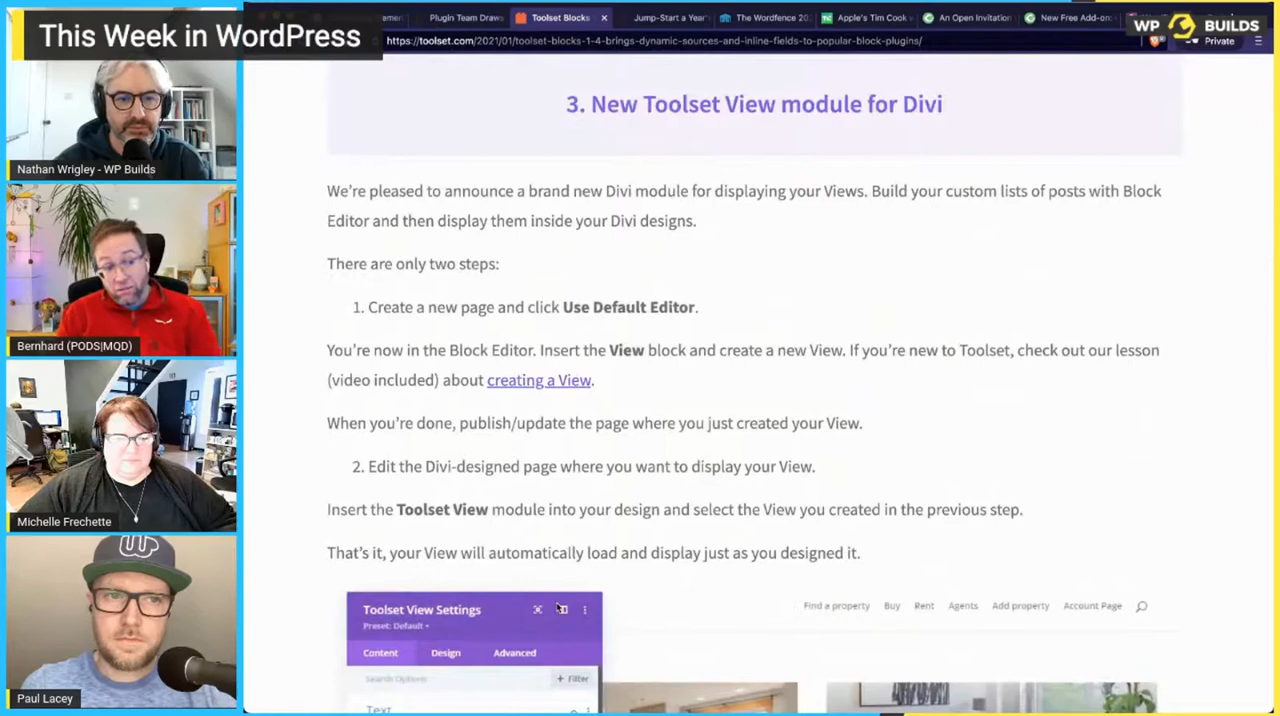 This Week in WordPress
Plugin Team Draws
Toolset Blocks
Jump-Start a Year
The Wordfence 20
Apple's Tim Cook
An Open Invitation
New Free Add-on:
https://toolset.com/2021/01/toolset-blocks-1-4-brings-dynamic-sources-and-inline-fields-to-popular-block-plugins/
Private
WP BUILDS
Nathan Wrigley - WP Builds
Bernhard (PODS|MQD)
Michelle Frechette
Paul Lacey
3. New Toolset View module for Divi
We're pleased to announce a brand new Divi module for displaying your Views. Build your custom lists of posts with Block
Editor and then display them inside your Divi designs.
There are only two steps:
1. Create a new page and click Use Default Editor.
You're now in the Block Editor. Insert the View block and create a new View. If you're new to Toolset, check out our lesson
(video included) about creating a View.
When you're done, publish/update the page where you just created your View.
2. Edit the Divi-designed page where you want to display your View.
Insert the Toolset View module into your design and select the View you created in the previous step.
That's it, your View will automatically load and display just as you designed it.
Toolset View Settings
Preset: Default
Content Design Advanced
Search Options
+ Filter
Text
Find a property Buy Rent Agents Add property Account Page